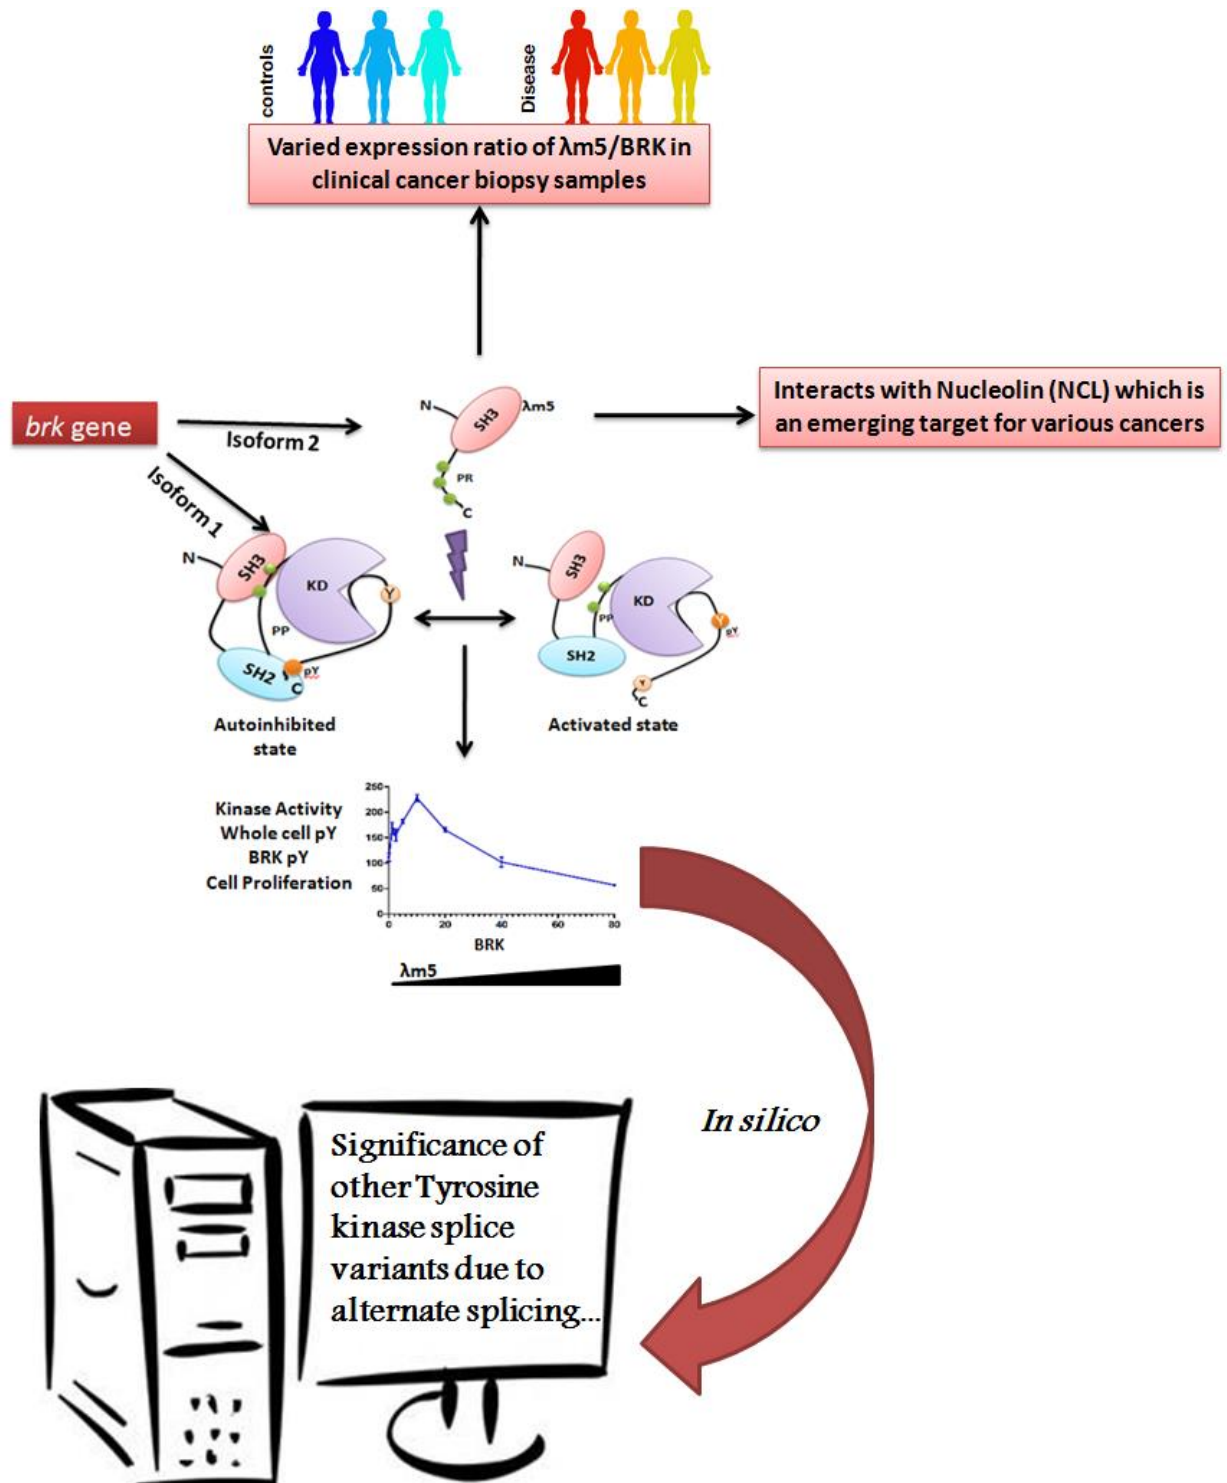 controls
Disease
Varied expression ratio of λm5/BRK in
clinical cancer biopsy samples
brk gene
Isoform 2
Isoform 1
N
SH3
λm5
PR
C
Interacts with Nucleolin (NCL) which is
an emerging target for various cancers
N
SH3
KD
Y
PP
SH2
pY
C
Autoinhibited
state
N
SH3
KD
PP
Y
pY
SH2
Y
C
Activated state
Kinase Activity
Whole cell pY
BRK pY
Cell Proliferation
250
200
150
100
50
0
0 20 40 60 80
BRK
λm5
In silico
Significance of
other Tyrosine
kinase splice
variants due to
alternate splicing...